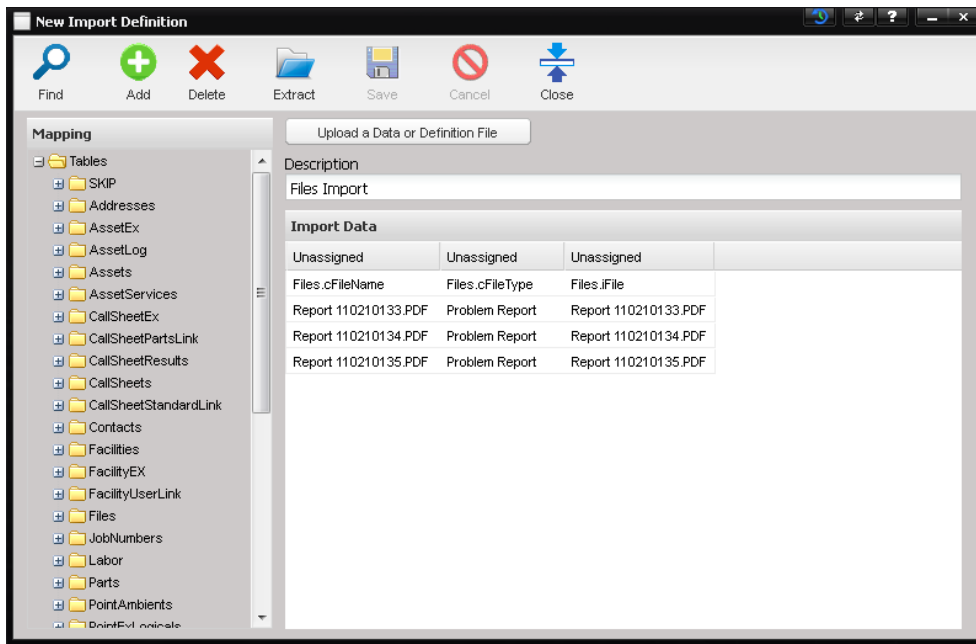 New Import Definition
?
Find
Add
Delete
Extract
Save
Cancel
Close
Mapping
Tables
SKIP
Addresses
AssetEx
AssetLog
Assets
AssetServices
CallSheetEx
CallSheetPartsLink
CallSheetResults
CallSheets
CallSheetStandardLink
Contacts
Facilities
FacilityEX
FacilityUserLink
Files
JobNumbers
Labor
Parts
PointAmbients
PointExLogicals
Upload a Data or Definition File
Description
Files Import
Import Data
Unassigned Unassigned Unassigned
Files.cFileName Files.cFileType Files.iFile
Report 110210133.PDF Problem Report Report 110210133.PDF
Report 110210134.PDF Problem Report Report 110210134.PDF
Report 110210135.PDF Problem Report Report 110210135.PDF